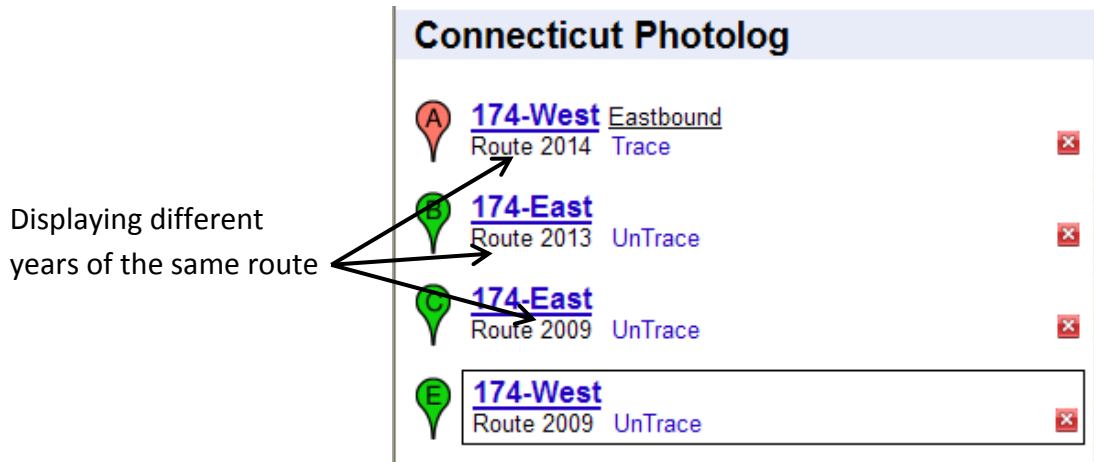 Connecticut Photolog
A 174-West Eastbound
Route 2014 Trace
B 174-East
Route 2013 UnTrace
Displaying different
years of the same route
C 174-East
Route 2009 UnTrace
E 174-West
Route 2009 UnTrace